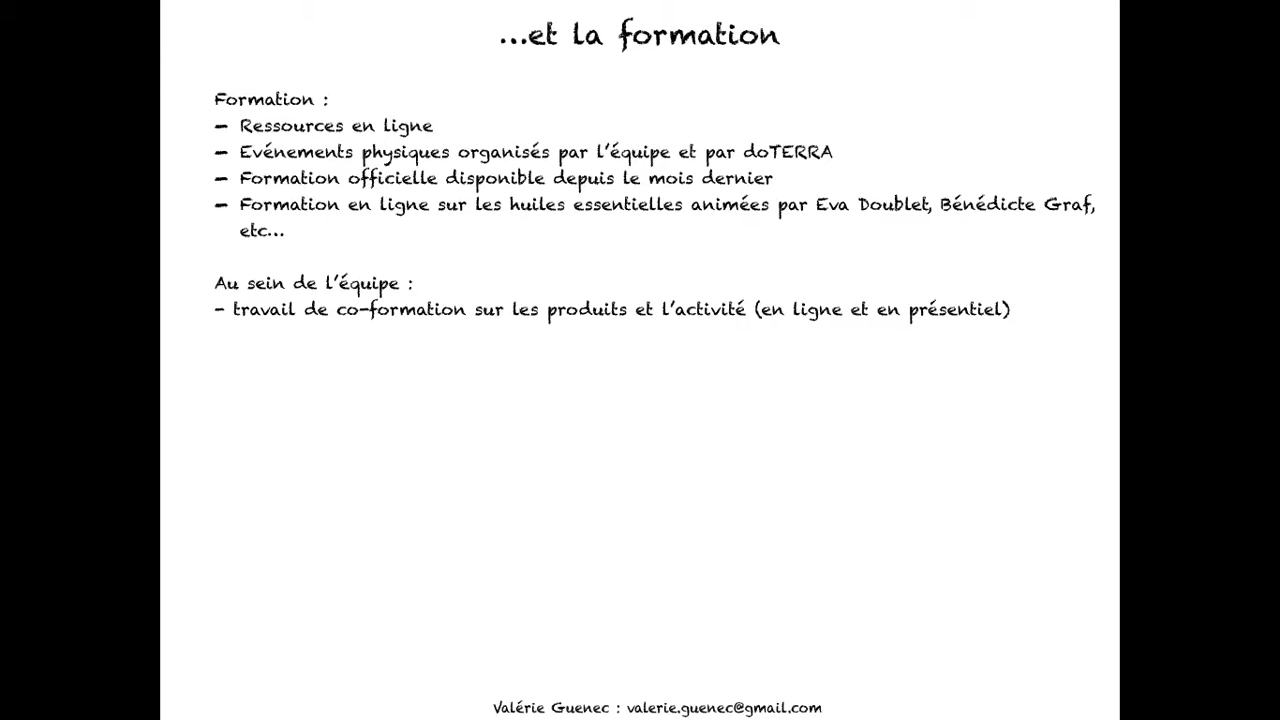 ...et la formation
Formation :
- Ressources en ligne
- Evénements physiques organisés par l'équipe et par doTERRA
- Formation officielle disponible depuis le mois dernier
- Formation en ligne sur les huiles essentielles animées par Eva Doublet, Bénédicte Graf,
etc...
Au sein de l'équipe :
- travail de co-formation sur les produits et l'activité (en ligne et en présentiel)
Valérie Guenec : valerie.guenec@gmail.com